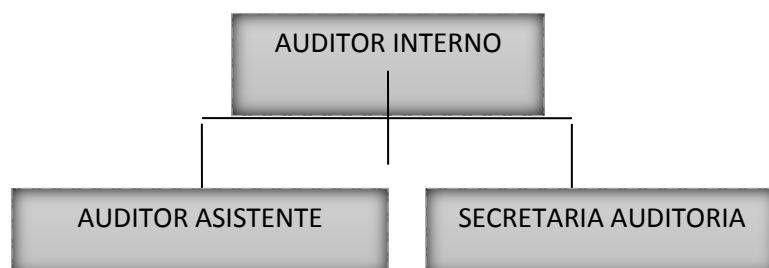 AUDITOR INTERNO
AUDITOR ASISTENTE
SECRETARIA AUDITORIA